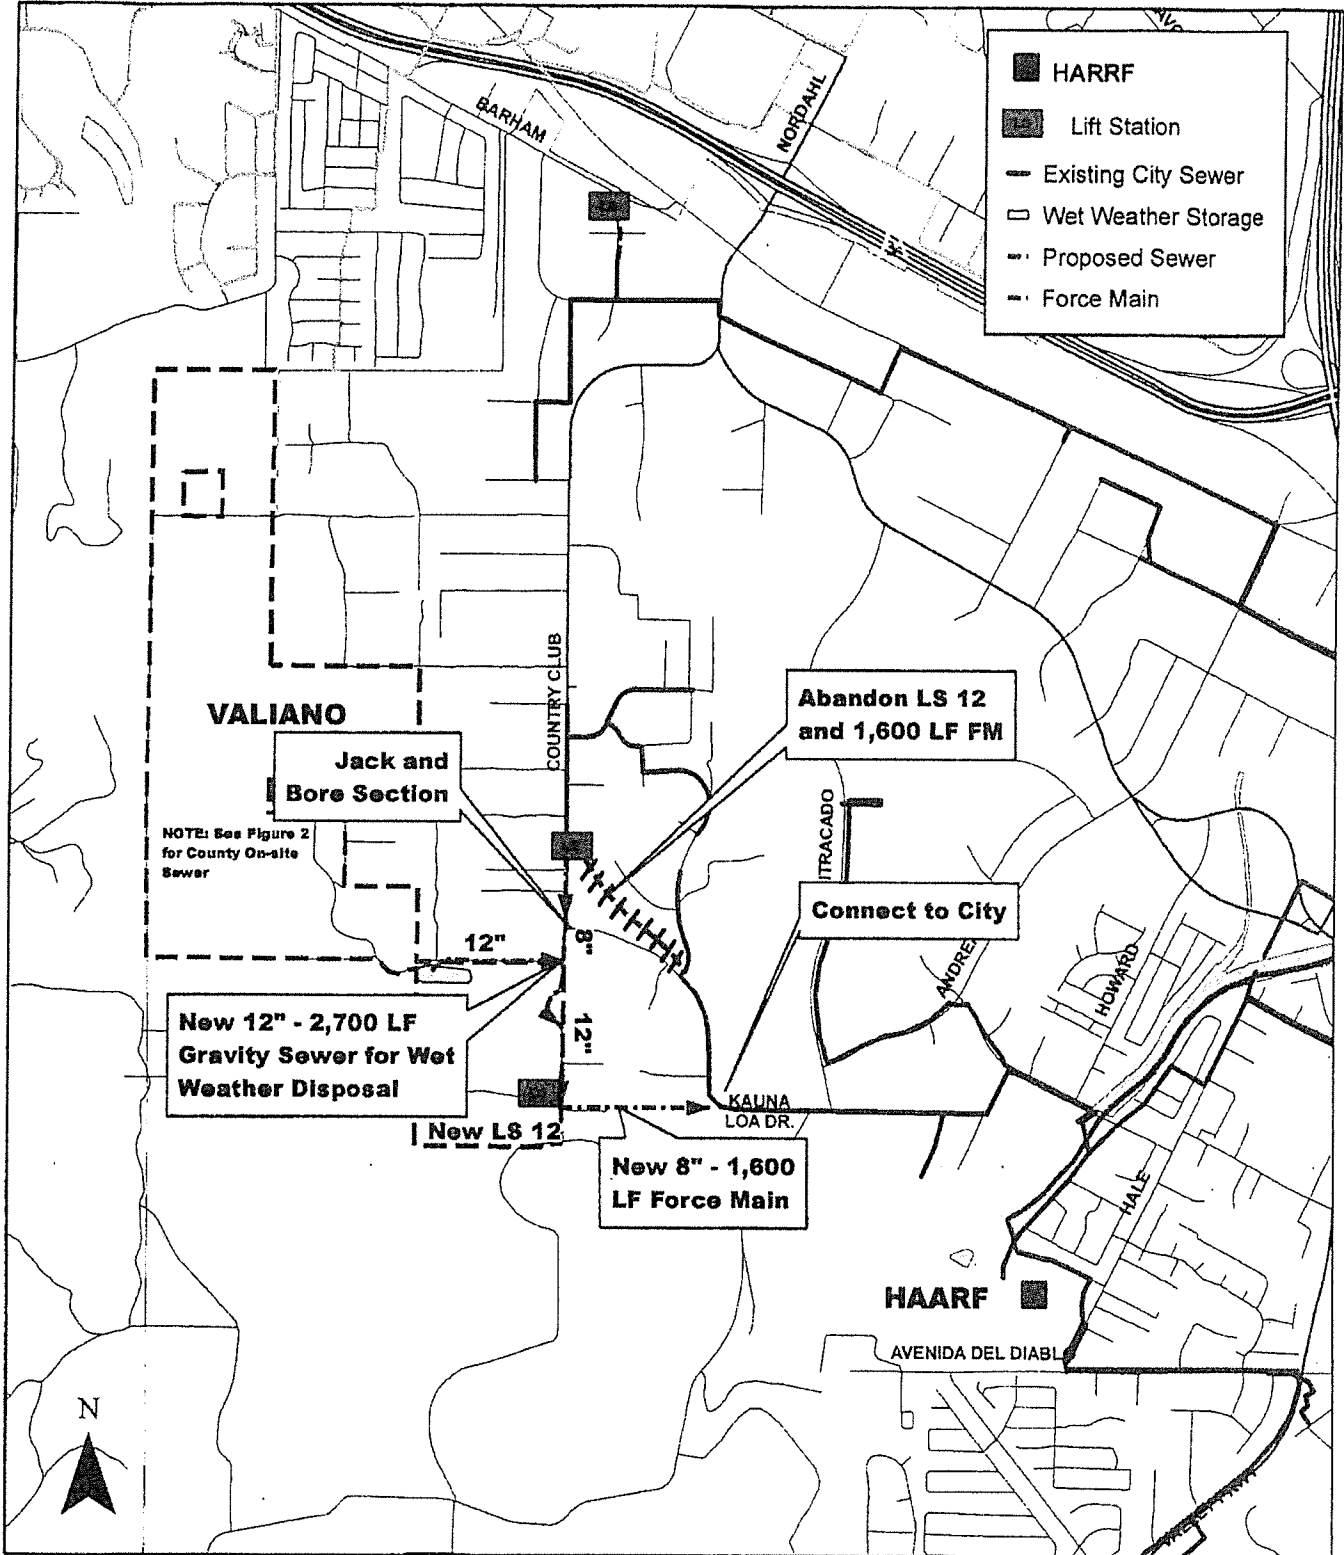 HARRF
Lift Station
Existing City Sewer
Wet Weather Storage
Proposed Sewer
Force Main
BARHAM
NORDAHL
COUNTRY CLUB
VALIANO
Abandon LS 12
and 1,600 LF FM
Jack and
Bore Section
NOTE: See Figure 2
for County On-site
Sewer
ITRACADO
Connect to City
12"
8"
ANDREA
HOWARD
New 12" - 2,700 LF
Gravity Sewer for Wet
Weather Disposal
12"
KAUNA
LOA DR.
New LS 12
New 8" - 1,600
LF Force Main
HALE
HAARF
AVENIDA DEL DIABL
N